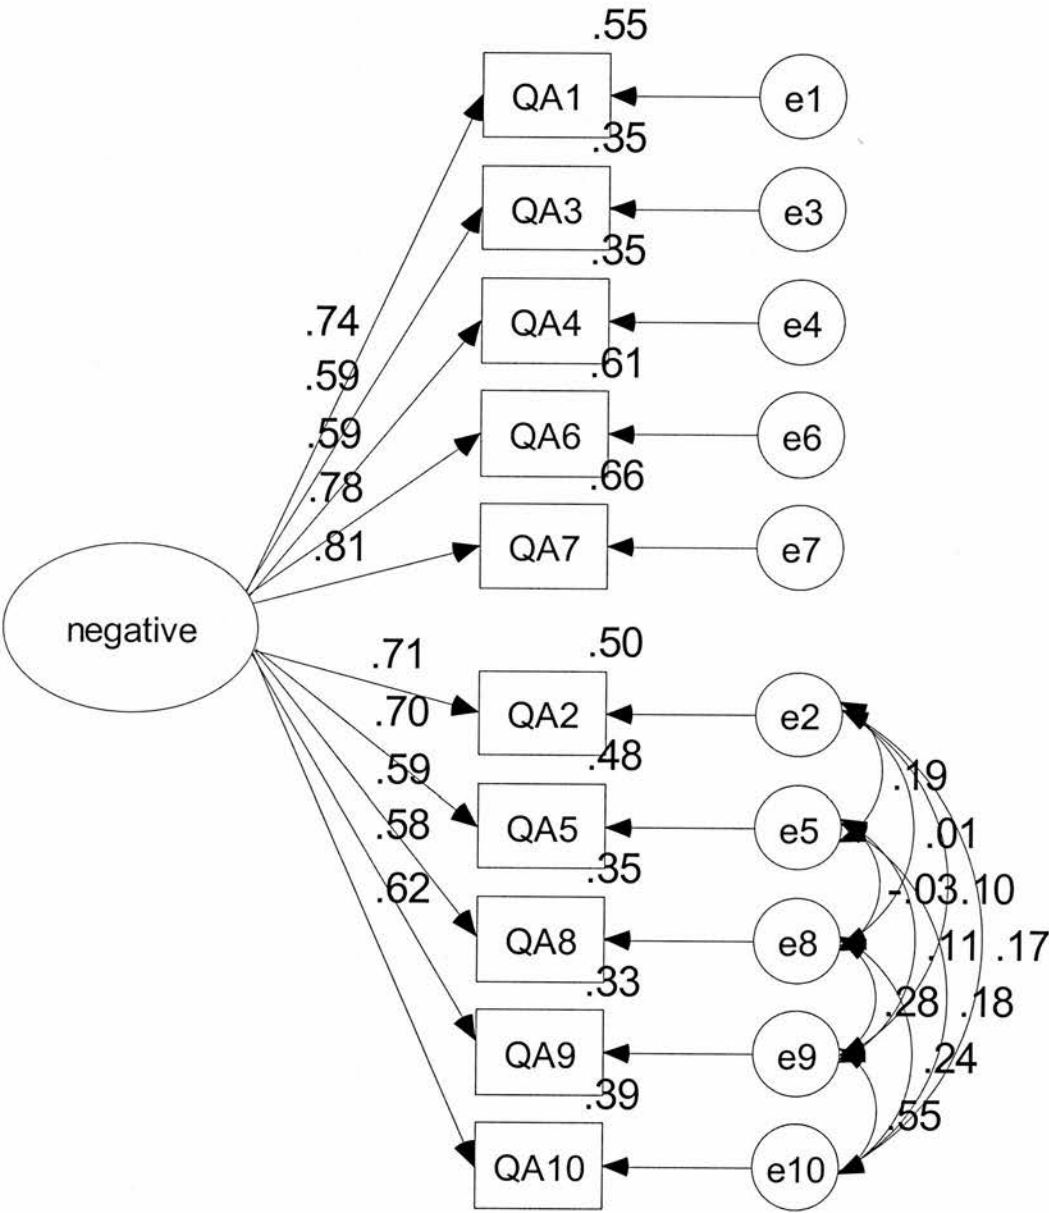 .55
QA1 e1
.35
QA3 e3
.35
QA4 e4
.74
.61
.59
QA6 e6
.59
.66
.78
QA7 e7
.81
negative
.50
.71
QA2 e2
.70
.48
.59 .19
QA5 e5
.58 .01
.35
.62 -.03 .10
QA8 e8
.11 .17
.33
.28 .18
QA9 e9
.24
.39
.55
QA10 e10